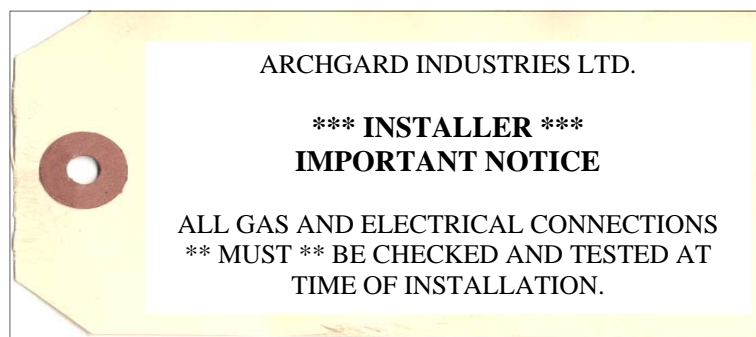 ARCHGARD INDUSTRIES LTD.
*** INSTALLER ***
IMPORTANT NOTICE
ALL GAS AND ELECTRICAL CONNECTIONS
** MUST ** BE CHECKED AND TESTED AT
TIME OF INSTALLATION.